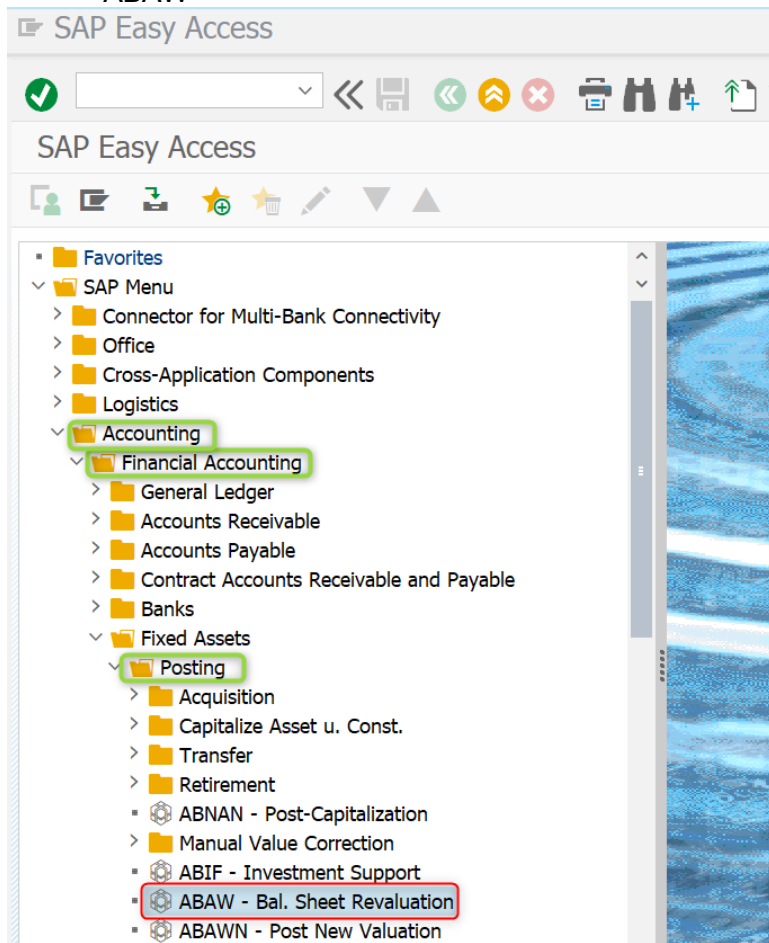 ABAW
SAP Easy Access
SAP Easy Access
Favorites
SAP Menu
Connector for Multi-Bank Connectivity
Office
Cross-Application Components
Logistics
Accounting
Financial Accounting
General Ledger
Accounts Receivable
Accounts Payable
Contract Accounts Receivable and Payable
Banks
Fixed Assets
Posting
Acquisition
Capitalize Asset u. Const.
Transfer
Retirement
ABNAN - Post-Capitalization
Manual Value Correction
ABIF - Investment Support
ABAW - Bal. Sheet Revaluation
ABAWN - Post New Valuation